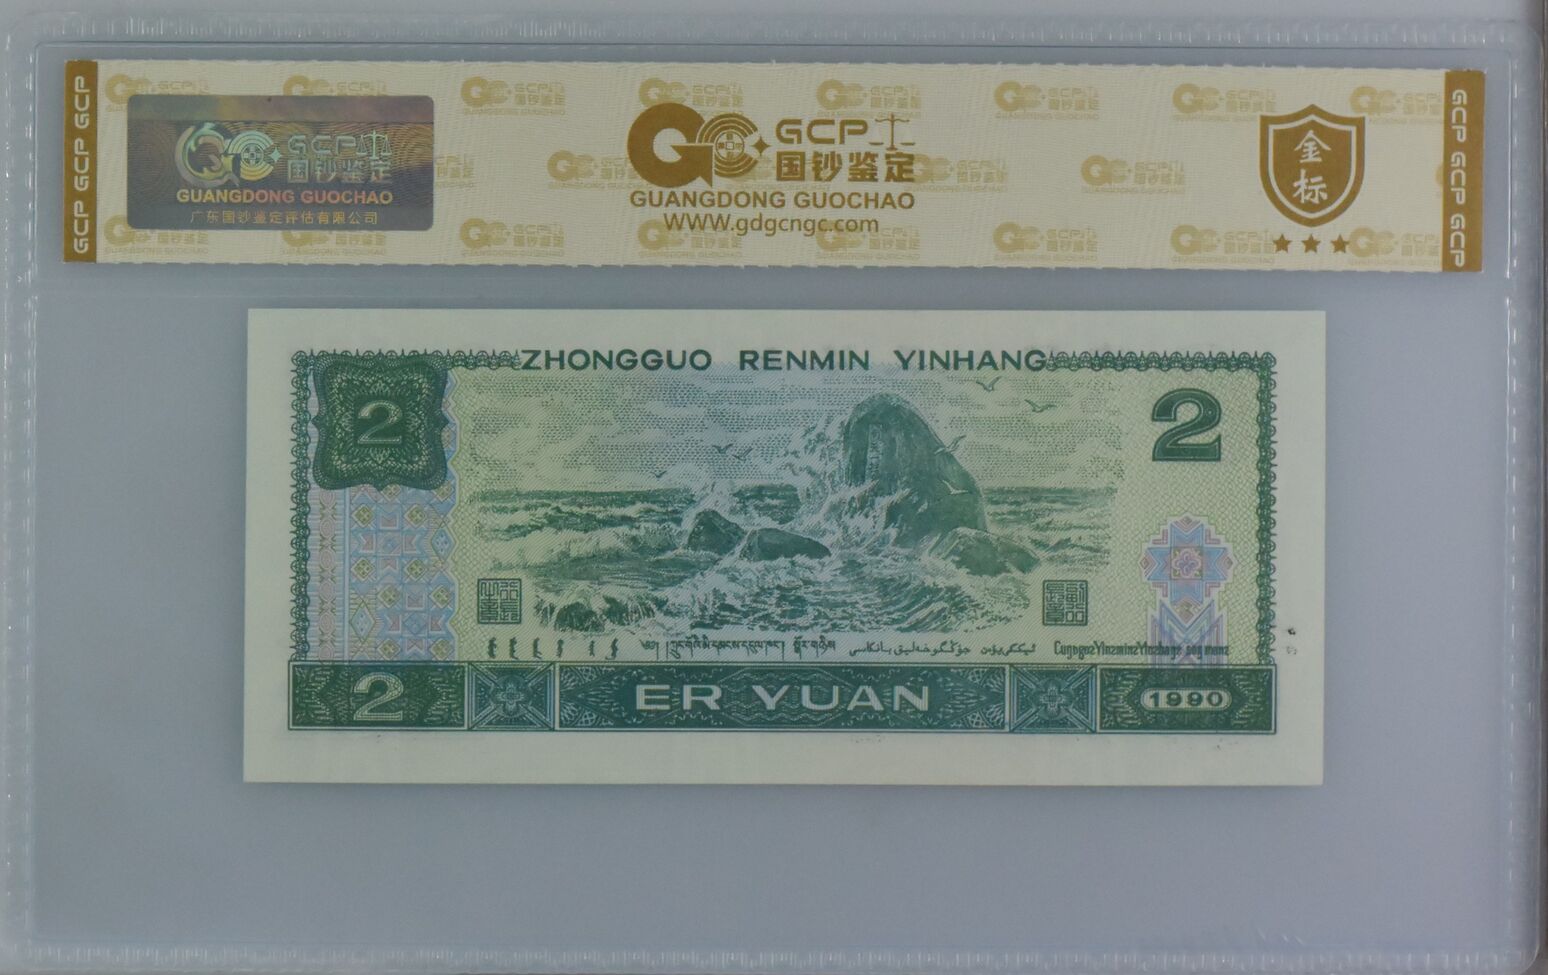 GCP GCP GCP
GCP
国钞鉴定
GUANGDONG GUOCHAO
广东国钞鉴定评估有限公司
GCP
国钞鉴定
GUANGDONG GUOCHAO
WWW.gdgcngc.com
金
标
GCP GCP GCP
ZHONGGUO RENMIN YINHANG
2
2
2
ER YUAN
1990